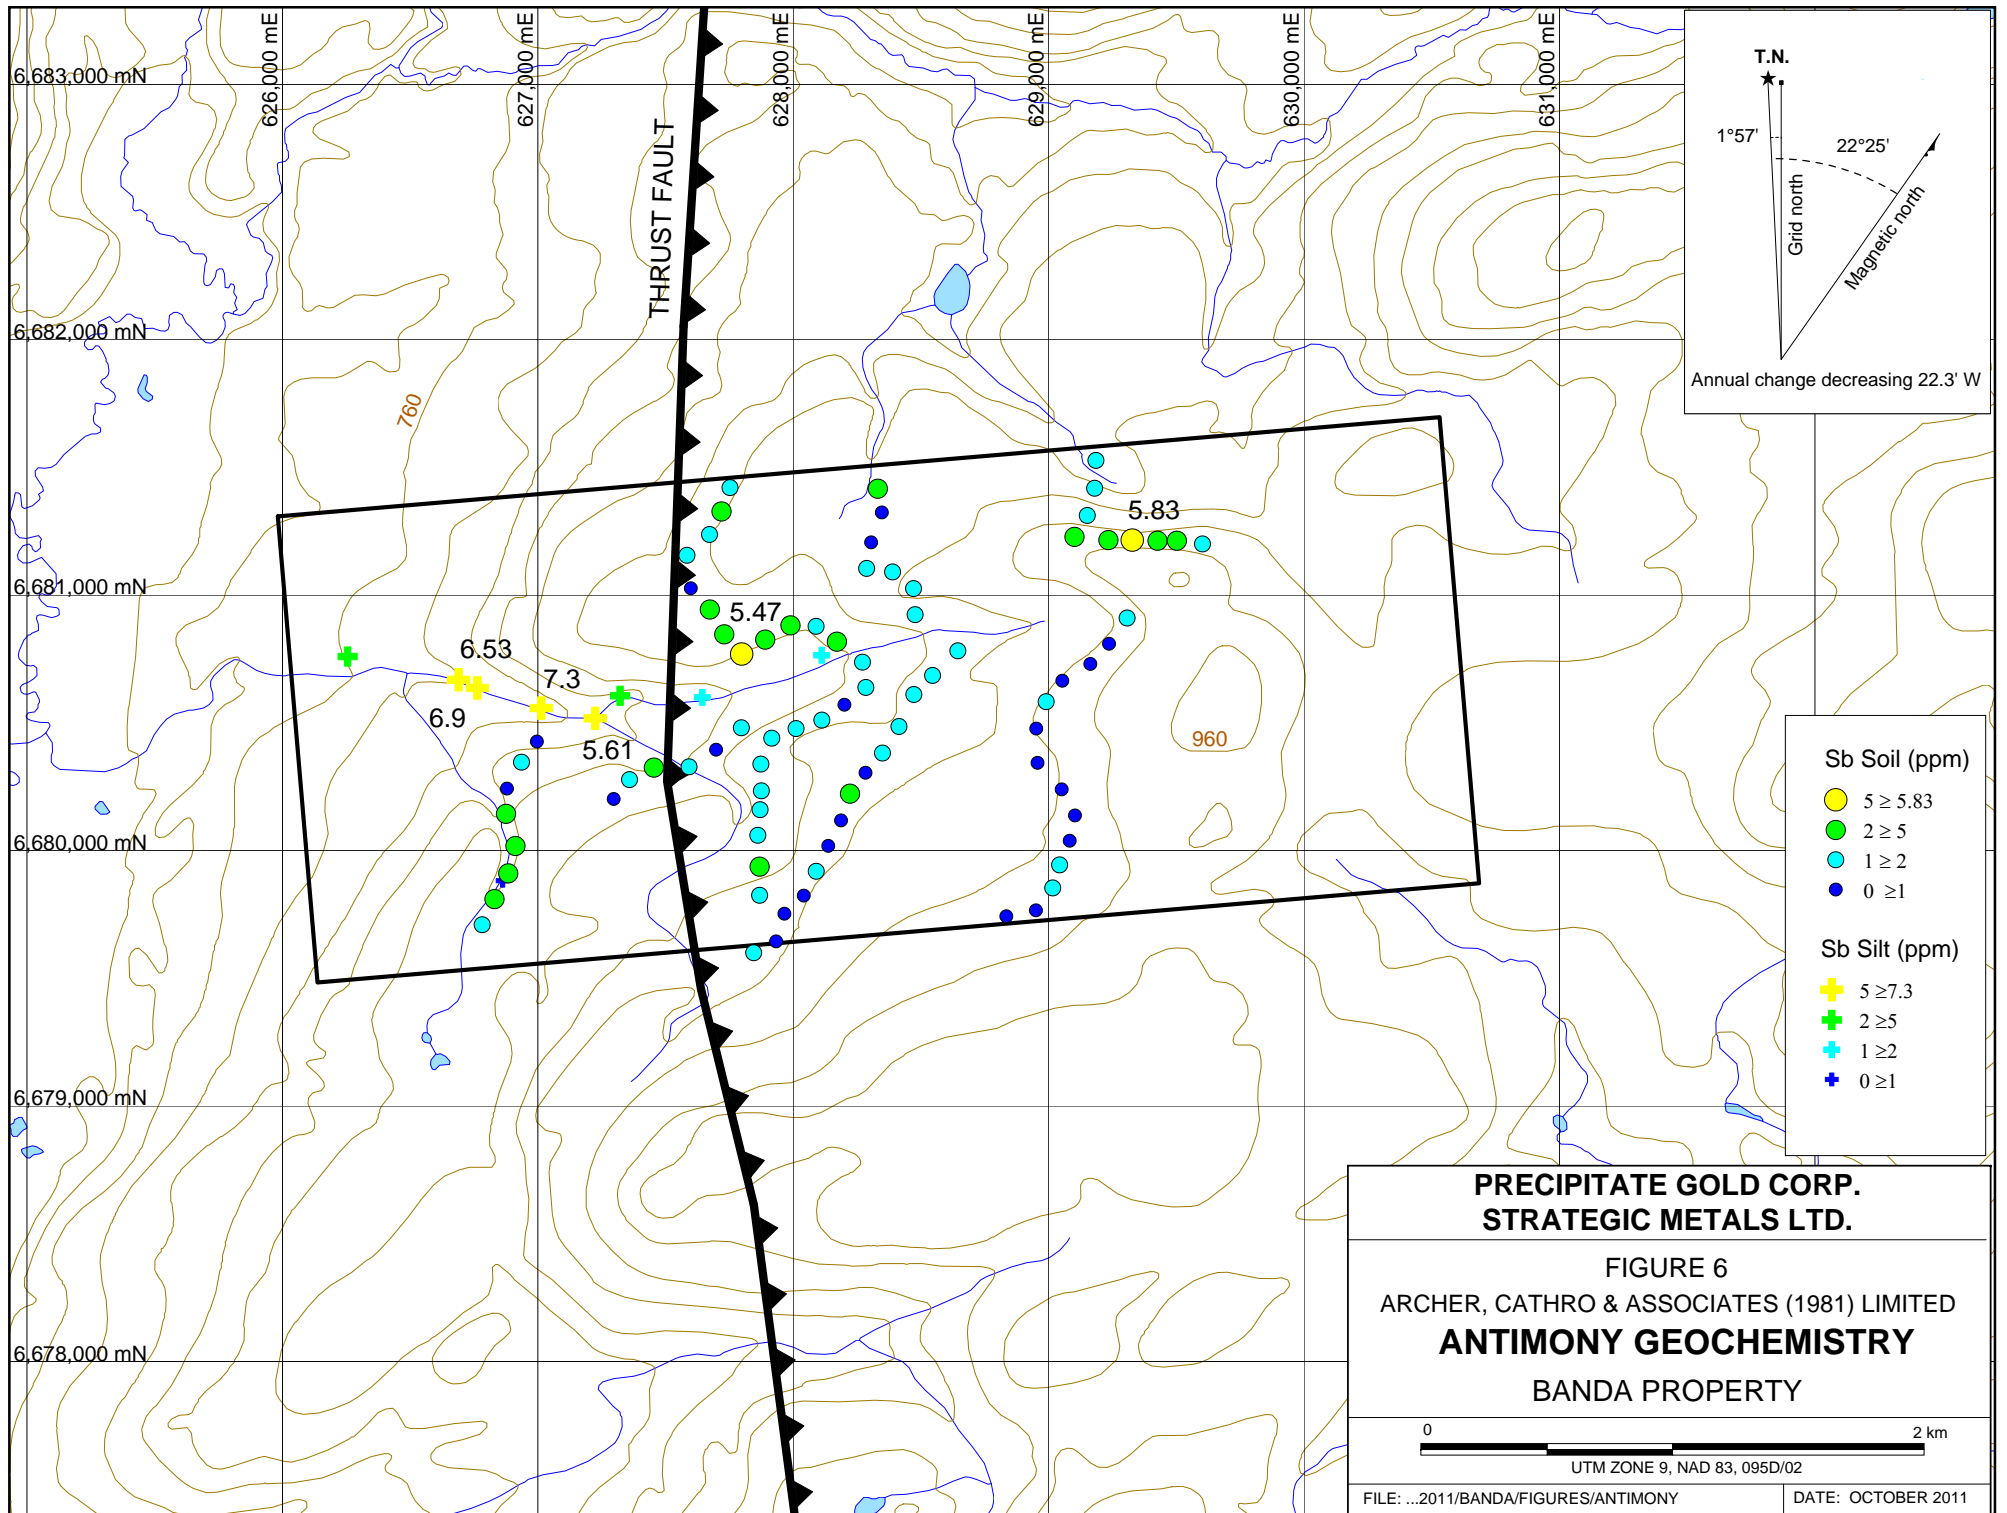 626,000 mE
627,000 mE
628,000 mE
629,000 mE
630,000 mE
631,000 mE
6,683,000 mN
6,682,000 mN
6,681,000 mN
6,680,000 mN
6,679,000 mN
6,678,000 mN
THRUST FAULT
T.N.
1°57'
22°25'
Grid north
Magnetic north
Annual change decreasing 22.3' W
760
5.83
5.47
6.53
7.3
6.9
5.61
960
Sb Soil (ppm)
5 ≥ 5.83
2 ≥ 5
1 ≥ 2
0 ≥1
Sb Silt (ppm)
5 ≥7.3
2 ≥5
1 ≥2
0 ≥1
PRECIPITATE GOLD CORP.
STRATEGIC METALS LTD.
FIGURE 6
ARCHER, CATHRO & ASSOCIATES (1981) LIMITED
ANTIMONY GEOCHEMISTRY
BANDA PROPERTY
0 2 km
UTM ZONE 9, NAD 83, 095D/02
FILE: ...2011/BANDA/FIGURES/ANTIMONY DATE: OCTOBER 2011